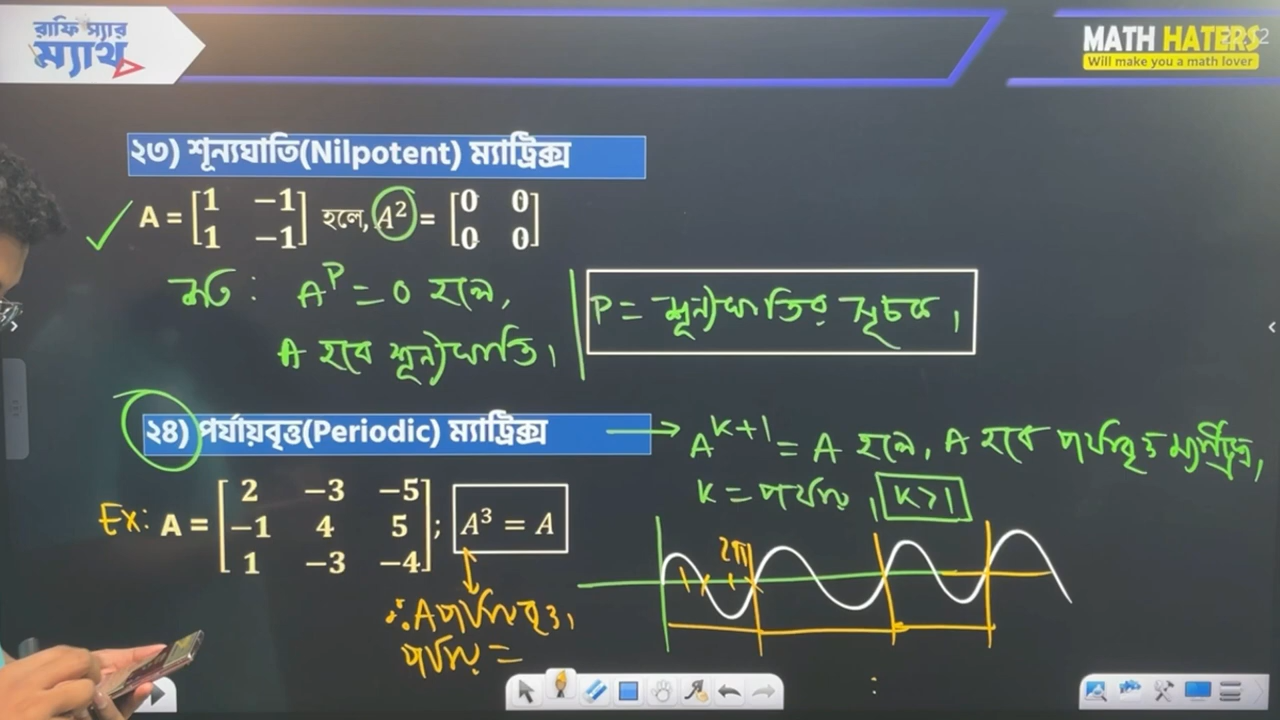 রাফি স্যার
ম্যাথ
MATH HATERS
Will make you a math lover
২৩) শূন্যঘাতি(Nilpotent) ম্যাট্রিক্স
A = [1 −1 1 −1] হলে, A² = [0 0 0 0]
শর্ত : A^P = 0 হলে,
A হবে শূন্যঘাতি।
P = শূন্যঘাতির সূচক।
২৪) পর্যায়বৃত্ত(Periodic) ম্যাট্রিক্স
A^{K+1} = A হলে, A হবে পর্যাবৃত্ত ম্যাট্রিক্স,
K = পর্যায়, K>1
Ex: A = [2 −3 −5 −1 4 5 1 −3 −4]; A³ = A
2π
∴ A পর্যায়বৃত্ত,
পর্যায় =